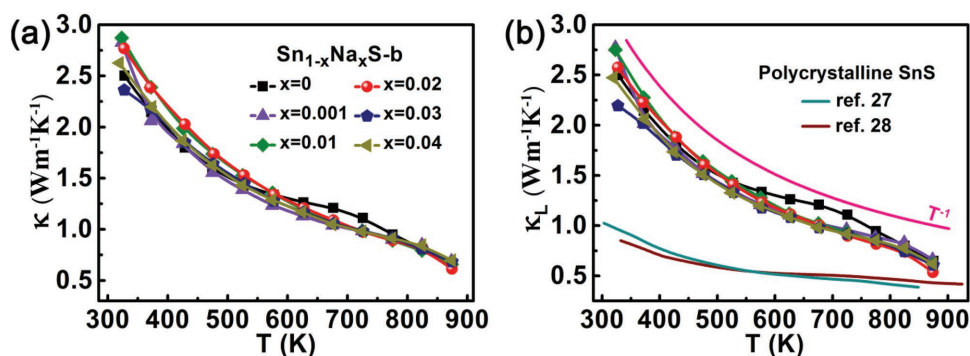 (a)
κ (Wm⁻¹K⁻¹)
3.0
2.5
2.0
1.5
1.0
0.5
Sn₁₋ₓNaₓS-b
x=0
x=0.02
x=0.001
x=0.03
x=0.01
x=0.04
300 400 500 600 700 800 900
T (K)
(b)
κ_L (Wm⁻¹K⁻¹)
3.0
2.5
2.0
1.5
1.0
0.5
Polycrystalline SnS
ref. 27
ref. 28
T⁻¹
300 400 500 600 700 800 900
T (K)